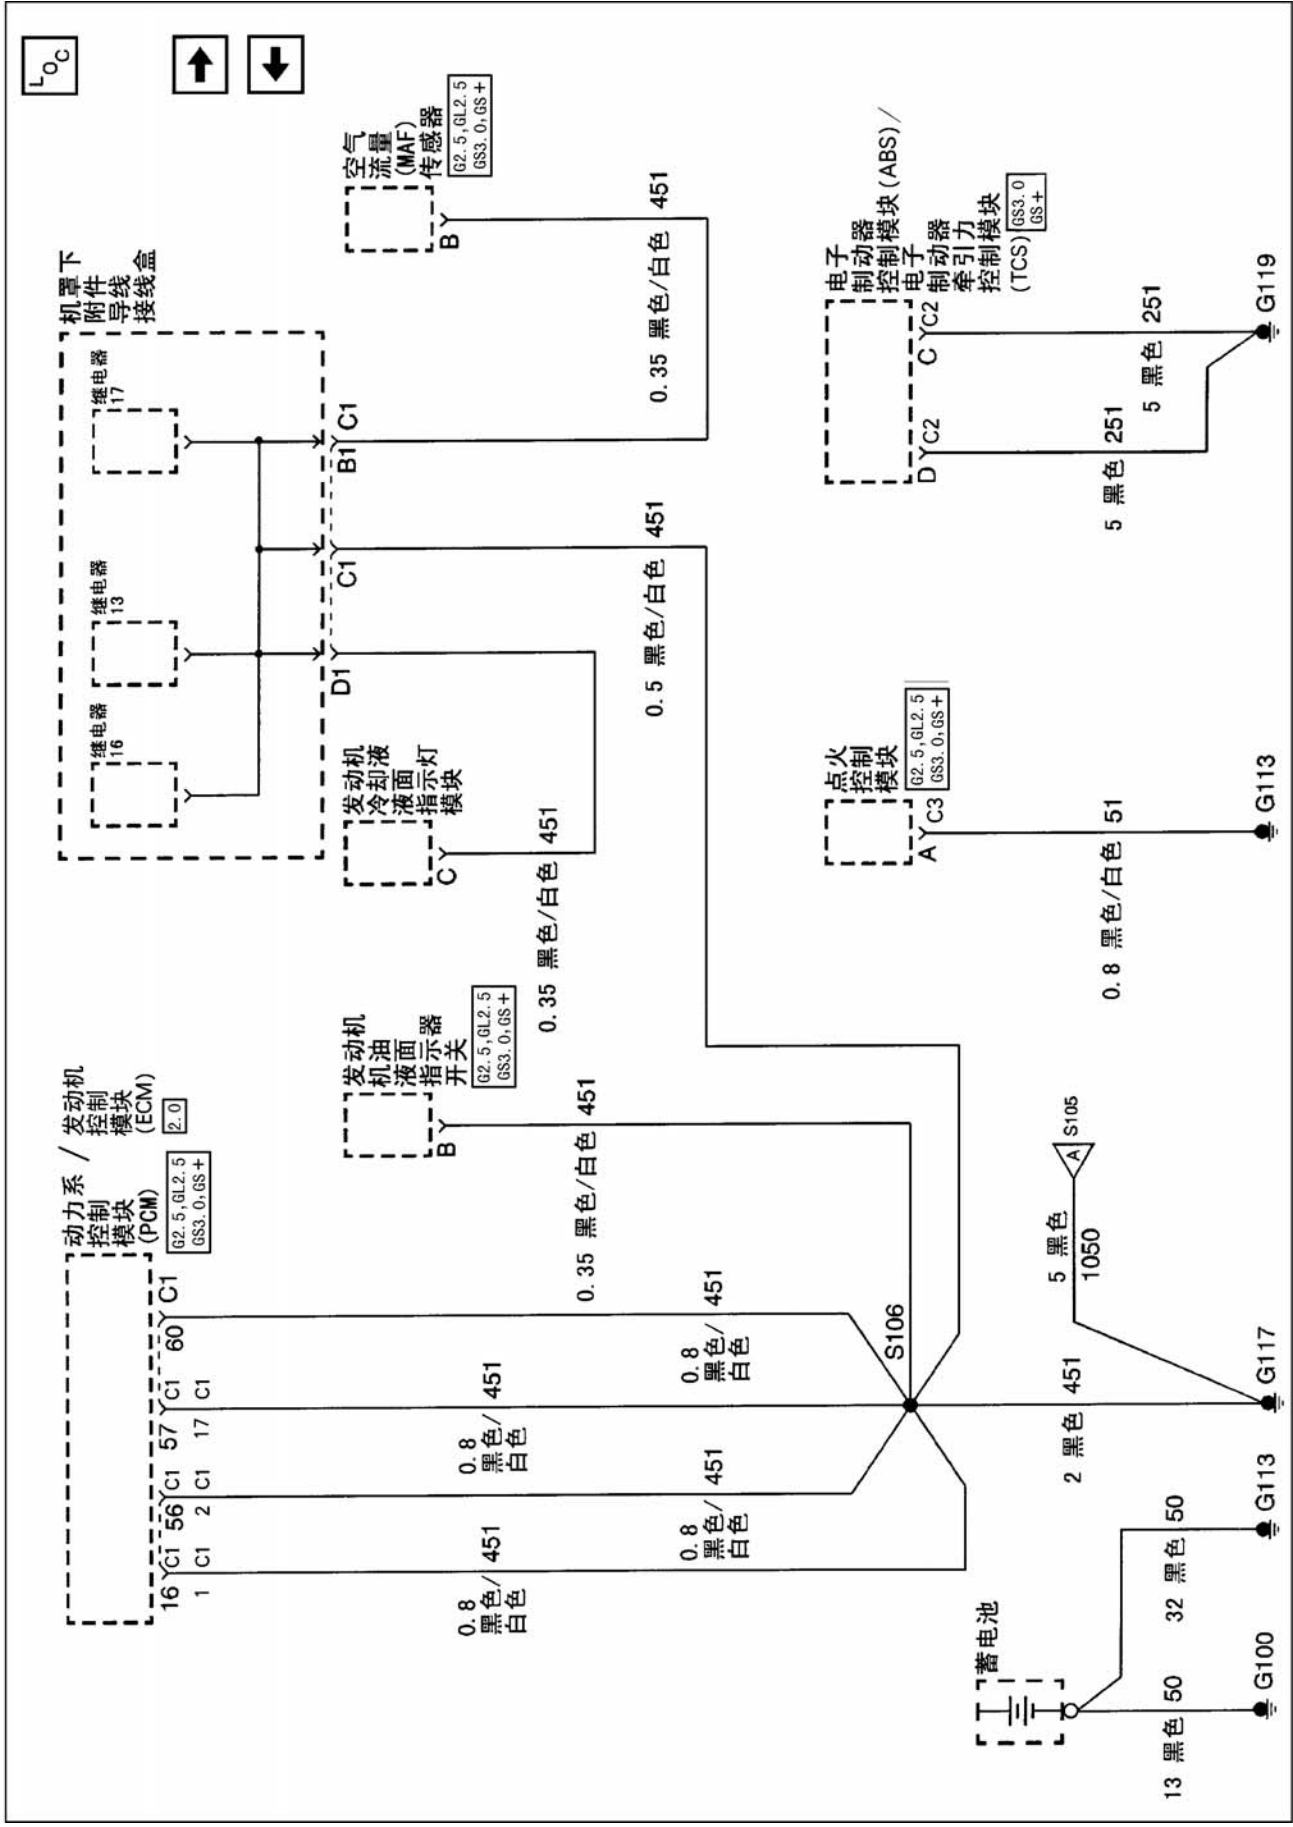 LOC
动力系
控制
模块
(PCM)
/
发动机
控制
模块
(ECM)
2.0
G2.5,GL2.5
GS3.0,GS+
机罩下
附件
导线
接线盒
继电器
16
继电器
13
继电器
17
16 C1
56 C1
57 C1
60 C1
1 C1
2 C1
17 C1
D1
C1
B1 C1
发动机
机油
液面
指示器
开关
G2.5,GL2.5
GS3.0,GS+
B
发动机
冷却液
液面
指示灯
模块
C
空气
流量
(MAF)
传感器
G2.5,GL2.5
GS3.0,GS+
B
0.8
黑色/
白色
451
0.8
黑色/
白色
451
0.8
黑色/
白色
451
0.8
黑色/
白色
451
0.35 黑色/白色 451
0.35 黑色/白色 451
0.5 黑色/白色 451
0.35 黑色/白色 451
S106
点火
控制
模块
G2.5,GL2.5
GS3.0,GS+
A C3
0.8 黑色/白色 51
G113
电子
制动器
控制模块(ABS)/
电子
制动器
牵引力
控制模块
(TCS)
GS3.0
GS+
D C2
C C2
5 黑色 251
5 黑色 251
G119
蓄电池
13 黑色 50
32 黑色 50
2 黑色 451
5 黑色
1050
A
S105
G100
G113
G117